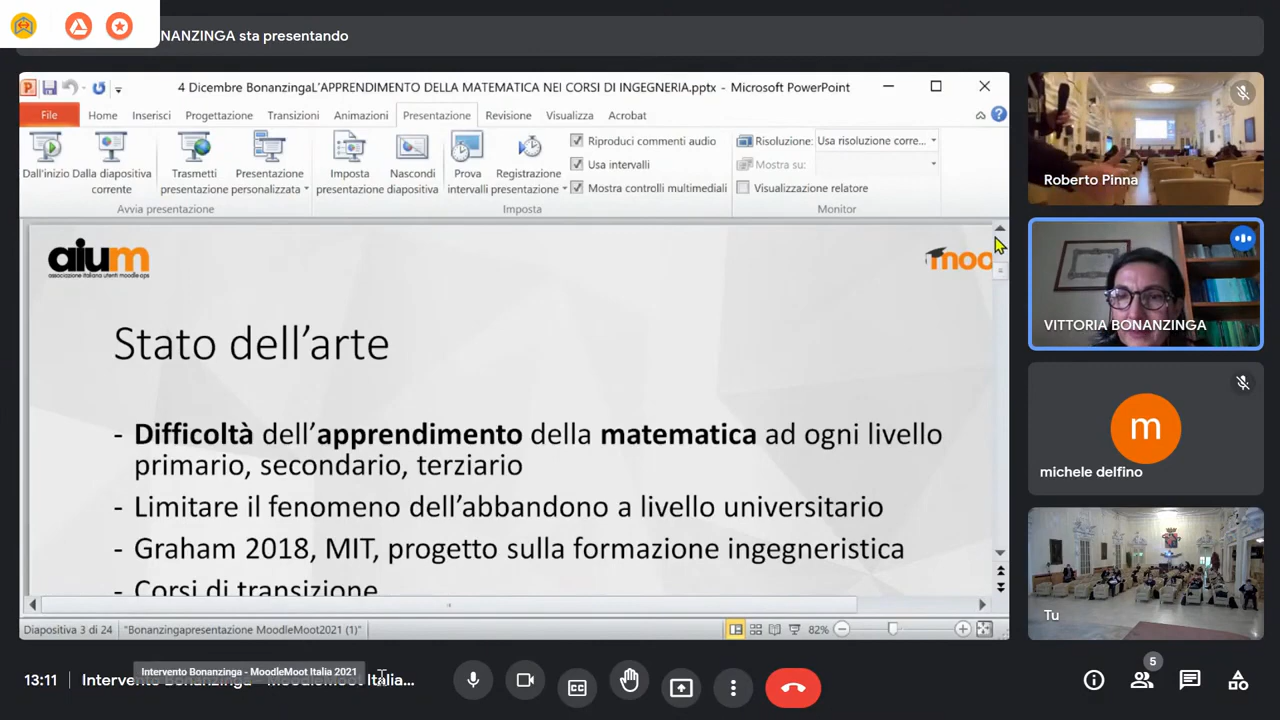 NANZINGA sta presentando
4 Dicembre BonanzingaL'APPRENDIMENTO DELLA MATEMATICA NEI CORSI DI INGEGNERIA.pptx - Microsoft PowerPoint
File Home Inserisci Progettazione Transizioni Animazioni Presentazione Revisione Visualizza Acrobat
Dall'inizio
Dalla diapositiva
corrente
Trasmetti
presentazione
Presentazione
personalizzata
Avvia presentazione
Imposta
presentazione
Nascondi
diapositiva
Prova
intervalli
Registrazione
presentazione
Riproduci commenti audio
Usa intervalli
Mostra controlli multimediali
Imposta
Risoluzione: Usa risoluzione corre...
Mostra su:
Visualizzazione relatore
Monitor
aium
associazione italiana utenti moodle aps
moo
Stato dell'arte
- Difficoltà dell'apprendimento della matematica ad ogni livello
primario, secondario, terziario
- Limitare il fenomeno dell'abbandono a livello universitario
- Graham 2018, MIT, progetto sulla formazione ingegneristica
- Corsi di transizione
Diapositiva 3 di 24 "Bonanzingapresentazione MoodleMoot2021 (1)" 82%
Roberto Pinna
VITTORIA BONANZINGA
m
michele delfino
Tu
Intervento Bonanzinga - MoodleMoot Italia 2021
13:11 Intervento Bonanzinga - MoodleMoot Italia...
CC
5